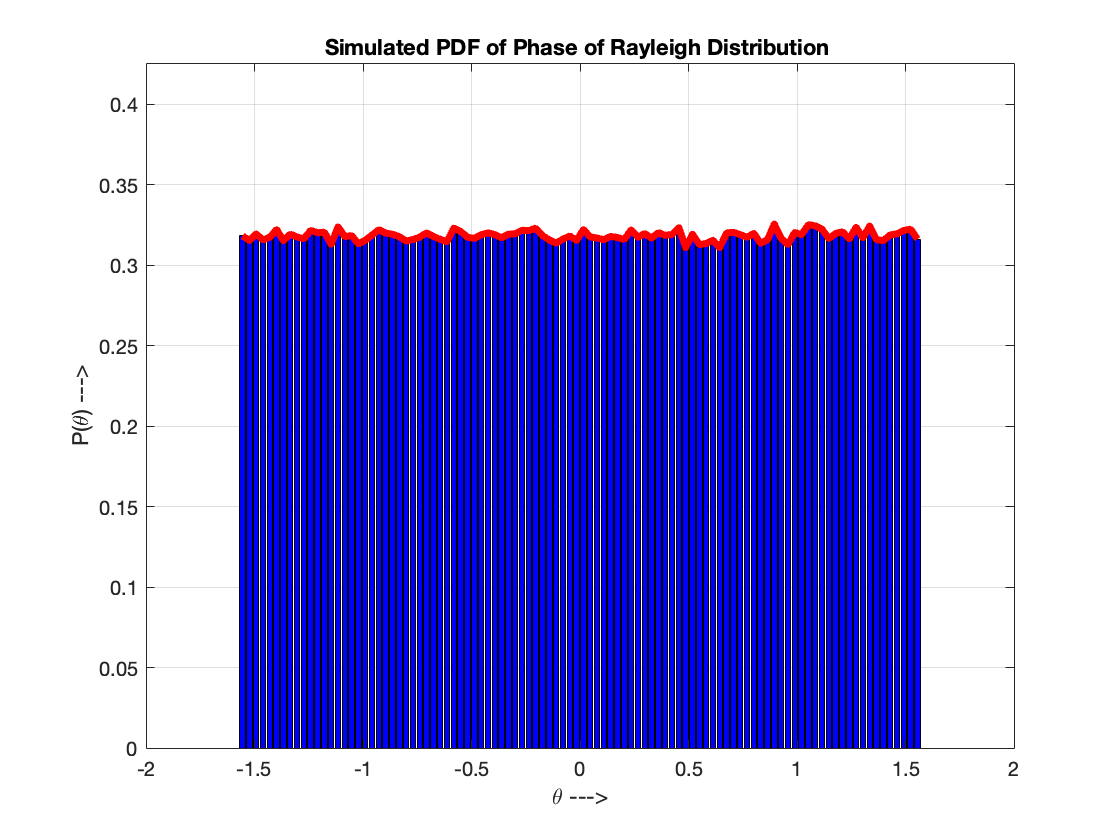 Simulated PDF of Phase of Rayleigh Distribution
0.4
0.35
0.3
0.25
0.2
0.15
0.1
0.05
0
P(θ) --->
-2 -1.5 -1 -0.5 0 0.5 1 1.5 2
θ --->